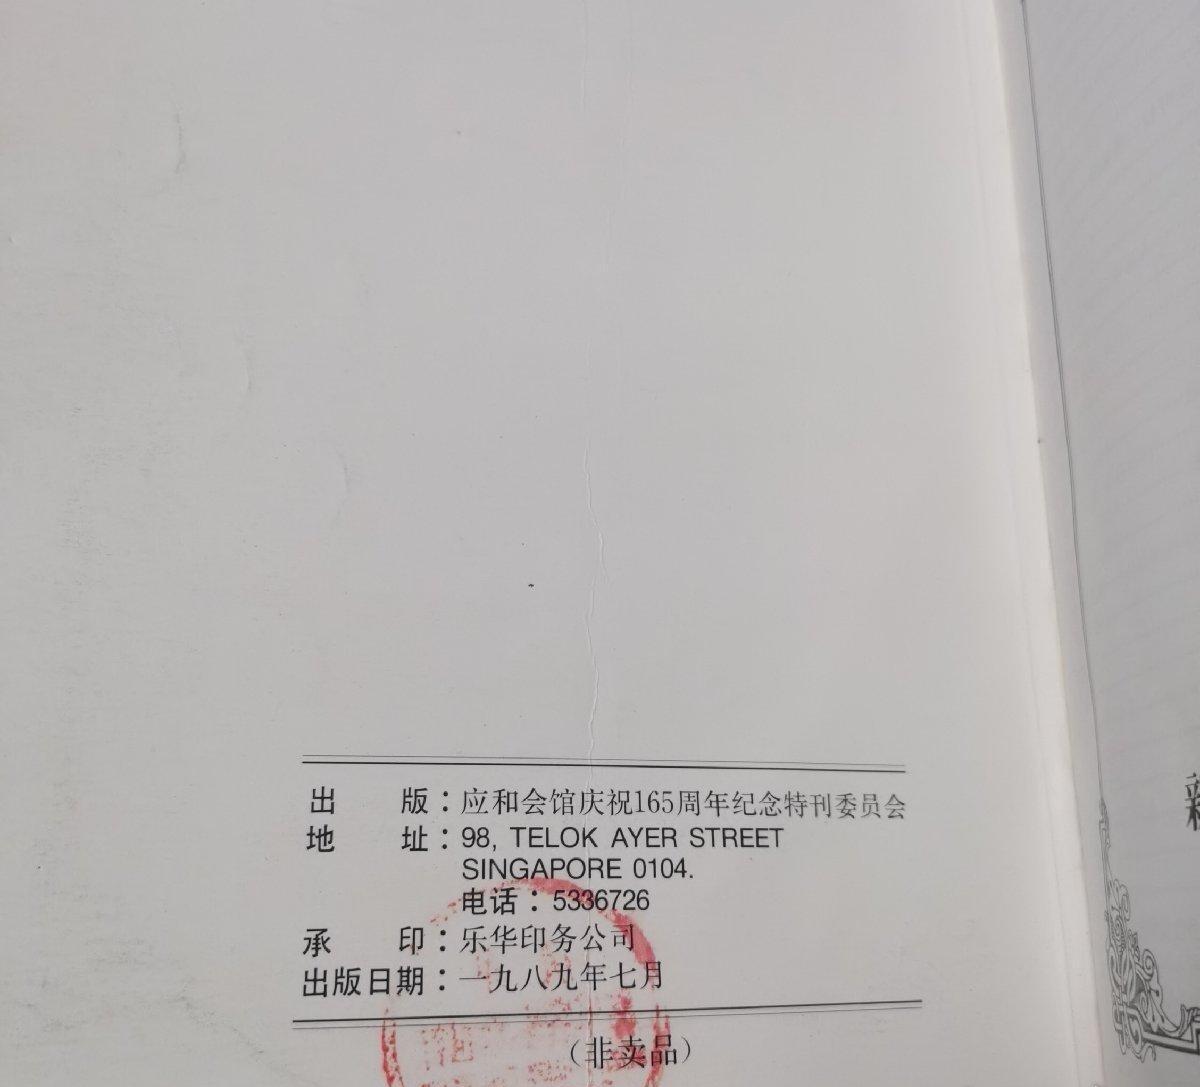 出　　版：应和会馆庆祝165周年纪念特刊委员会
地　　址：98, TELOK AYER STREET
SINGAPORE 0104.
电话：5336726
承　　印：乐华印务公司
出版日期：一九八九年七月
（非卖品）